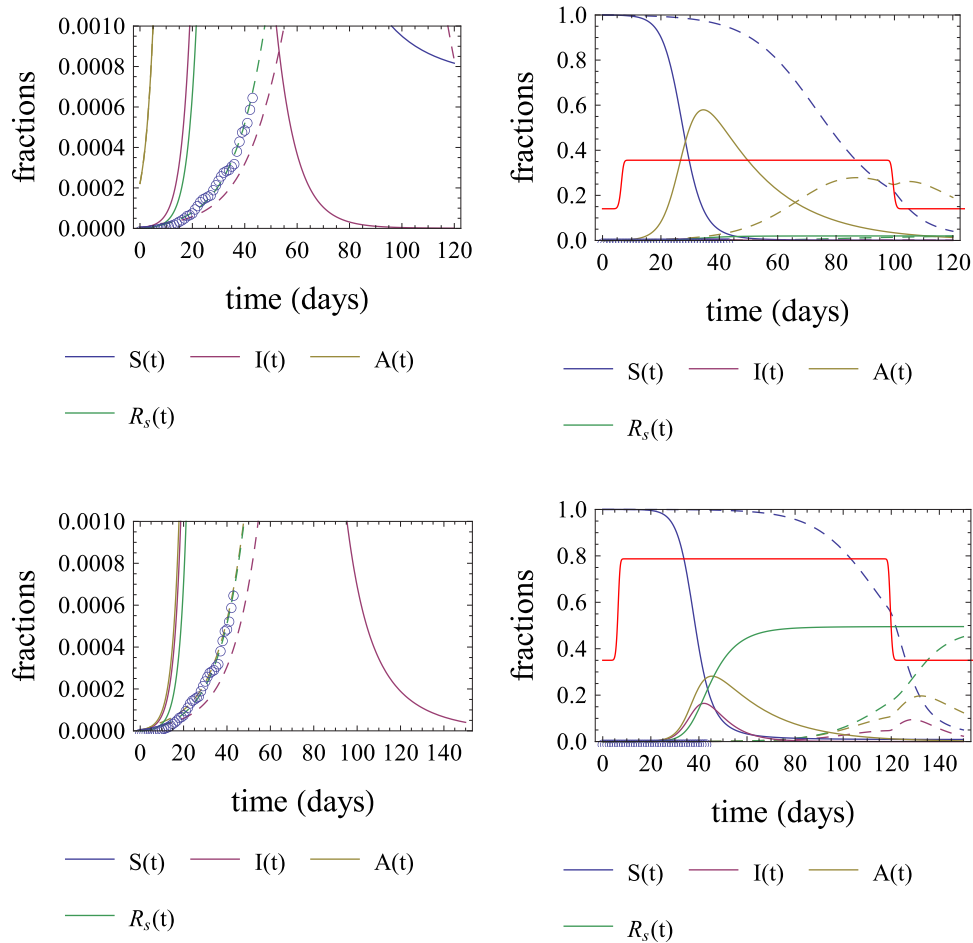 0.0010
0.0008
0.0006
0.0004
0.0002
0.0000
fractions
0 20 40 60 80 100 120
time (days)
S(t) I(t) A(t)
Rs(t)
1.0
0.8
0.6
0.4
0.2
0.0
fractions
0 20 40 60 80 100 120
time (days)
S(t) I(t) A(t)
Rs(t)
0.0010
0.0008
0.0006
0.0004
0.0002
0.0000
fractions
0 20 40 60 80 100 120 140
time (days)
S(t) I(t) A(t)
Rs(t)
1.0
0.8
0.6
0.4
0.2
0.0
fractions
0 20 40 60 80 100 120 140
time (days)
S(t) I(t) A(t)
Rs(t)